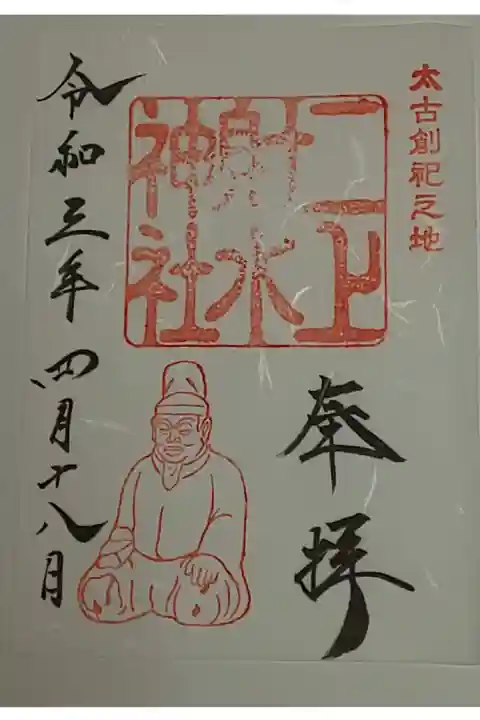 太古創祀之地
奉拝
二上
射水
神社
令和三年四月十八日